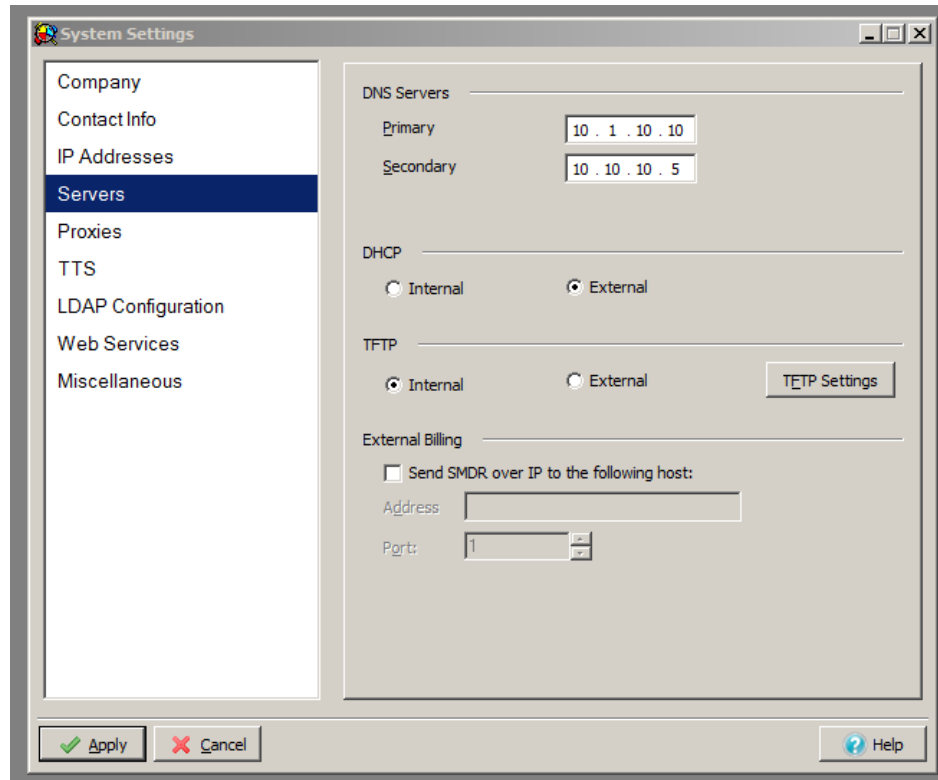 System Settings
Company
Contact Info
IP Addresses
Servers
Proxies
TTS
LDAP Configuration
Web Services
Miscellaneous
DNS Servers
Primary 10 . 1 . 10 . 10
Secondary 10 . 10 . 10 . 5
DHCP
Internal External
TFTP
Internal External TFTP Settings
External Billing
Send SMDR over IP to the following host:
Address
Port: 1
Apply Cancel Help